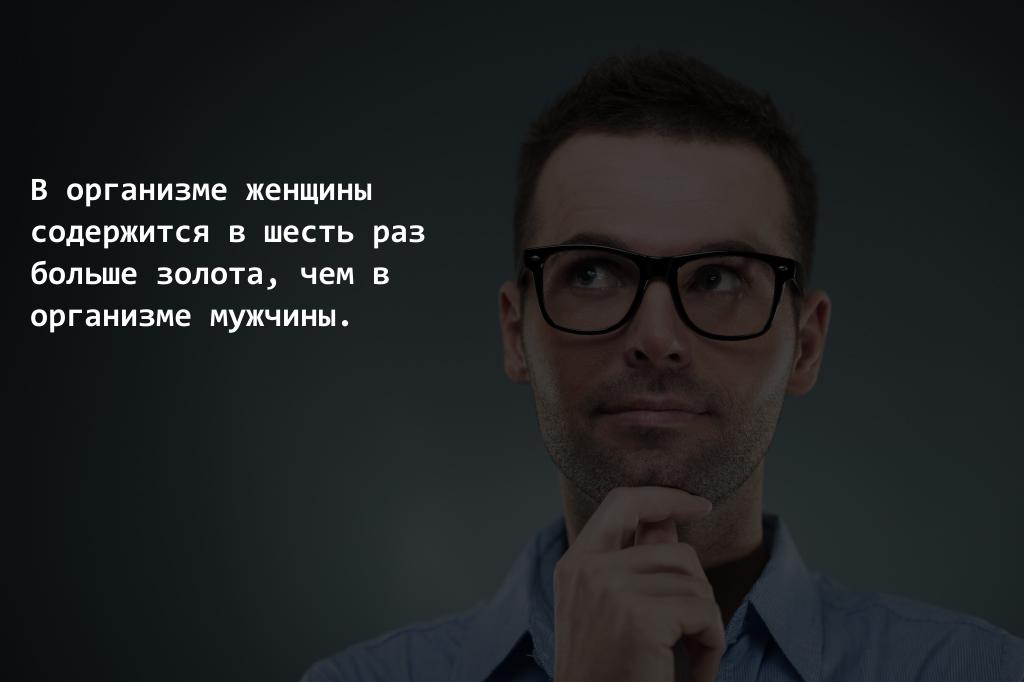 В организме женщины
содержится в шесть раз
больше золота, чем в
организме мужчины.